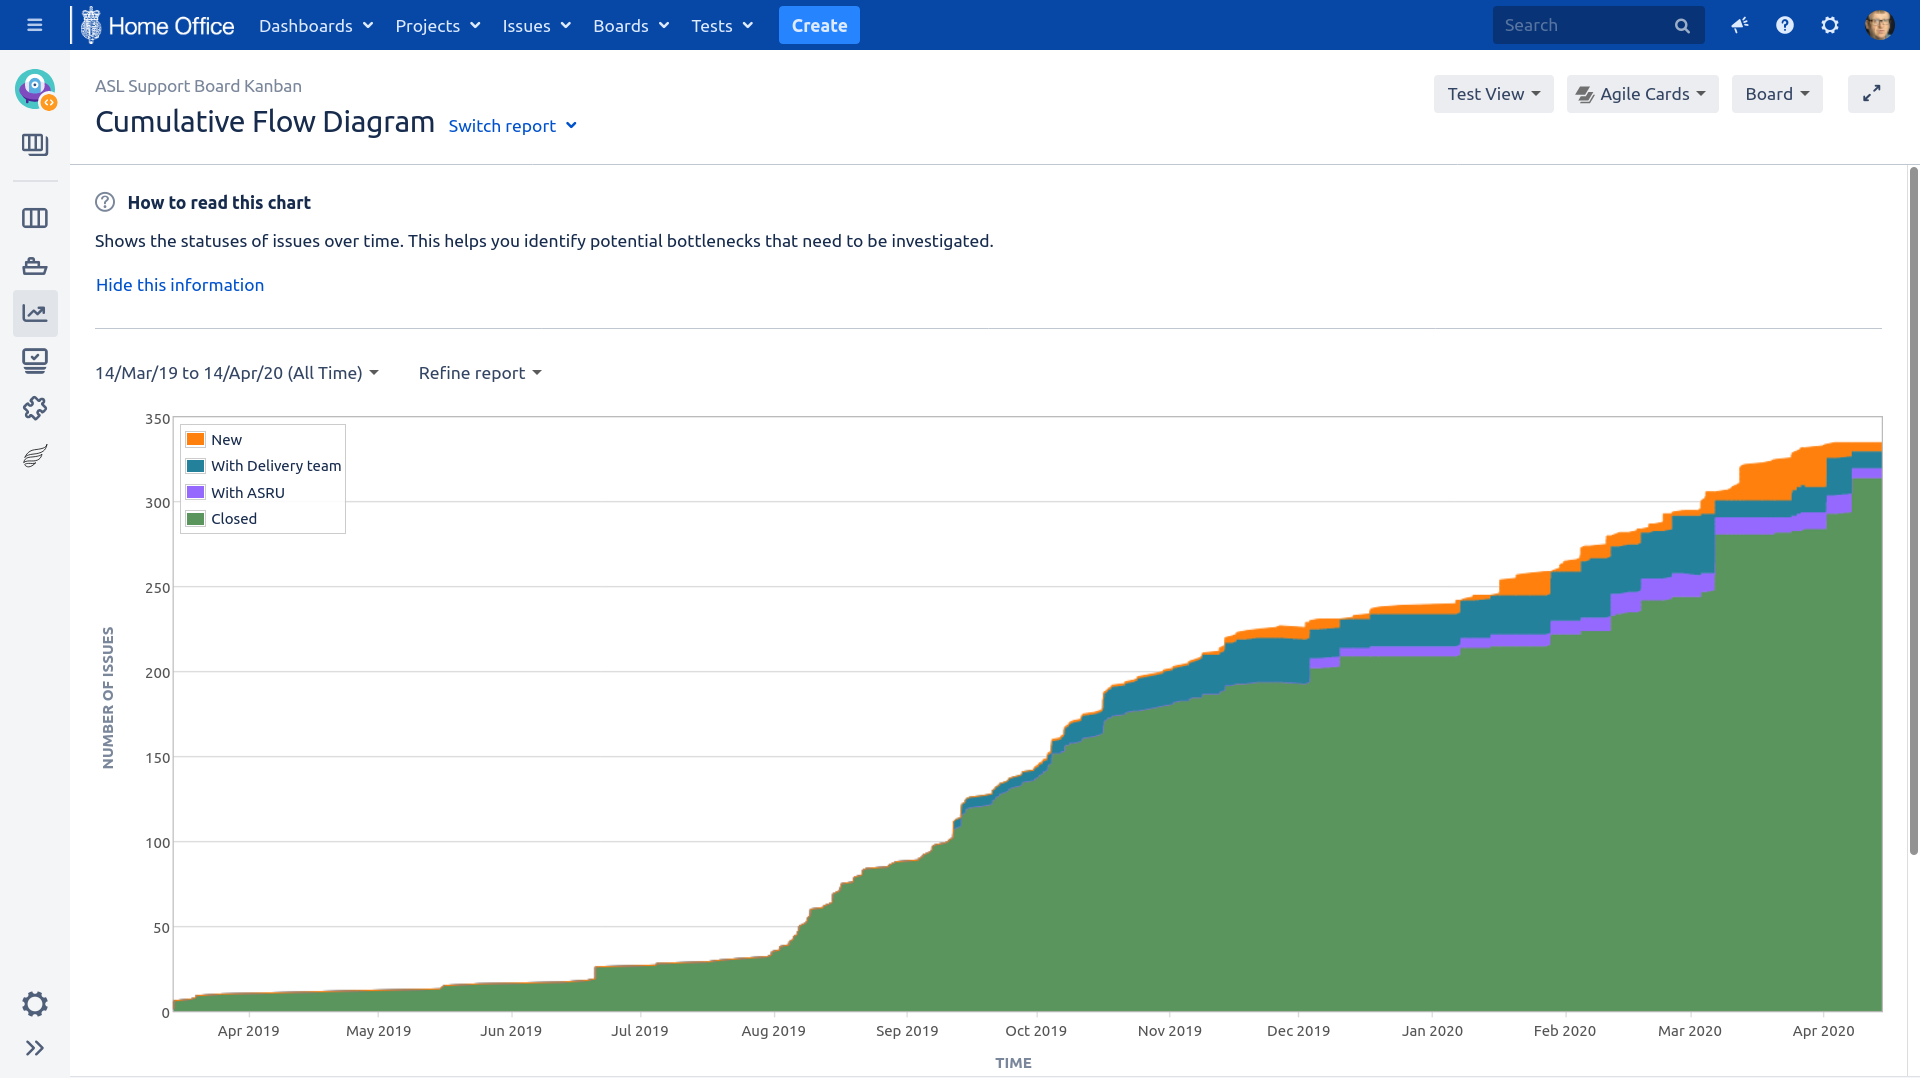 Home Office Dashboards Projects Issues Boards Tests Create Search
ASL Support Board Kanban
Cumulative Flow Diagram Switch report
Test View Agile Cards Board
How to read this chart
Shows the statuses of issues over time. This helps you identify potential bottlenecks that need to be investigated.
Hide this information
14/Mar/19 to 14/Apr/20 (All Time) Refine report
New
With Delivery team
With ASRU
Closed
NUMBER OF ISSUES
350
300
250
200
150
100
50
0
Apr 2019 May 2019 Jun 2019 Jul 2019 Aug 2019 Sep 2019 Oct 2019 Nov 2019 Dec 2019 Jan 2020 Feb 2020 Mar 2020 Apr 2020
TIME